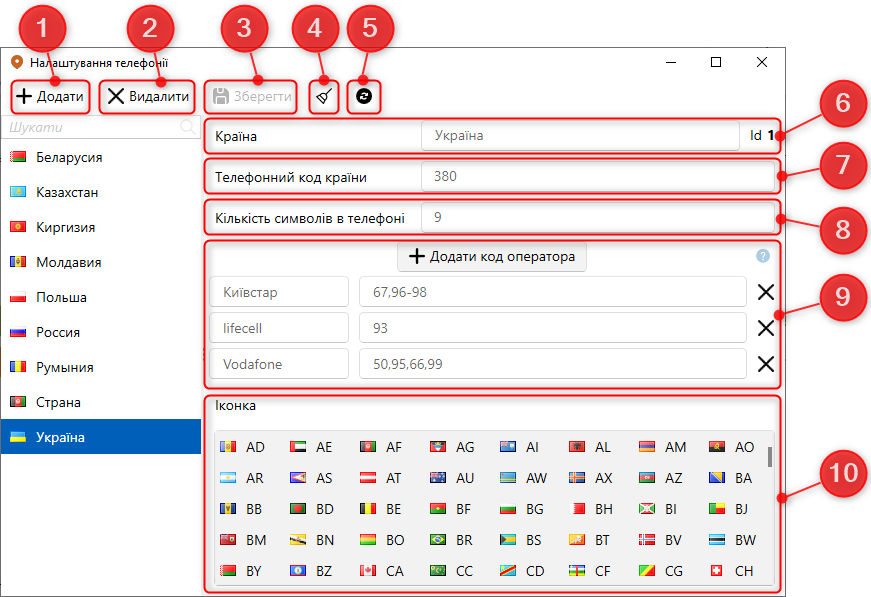 1
2
3
4
5
Налаштування телефонії
Додати
Видалити
Зберегти
6
Шукати
Країна
Україна
Id 1
7
Телефонний код країни
380
8
Кількість символів в телефоні
9
9
Додати код оператора
?
Київстар
67,96-98
lifecell
93
Vodafone
50,95,66,99
Беларусия
Казахстан
Киргизия
Молдавия
Польша
Россия
Румыния
Страна
Україна
10
Іконка
AD AE AF AG AI AL AM AO
AR AS AT AU AW AX AZ BA
BB BD BE BF BG BH BI BJ
BM BN BO BR BS BT BV BW
BY BZ CA CC CD CF CG CH